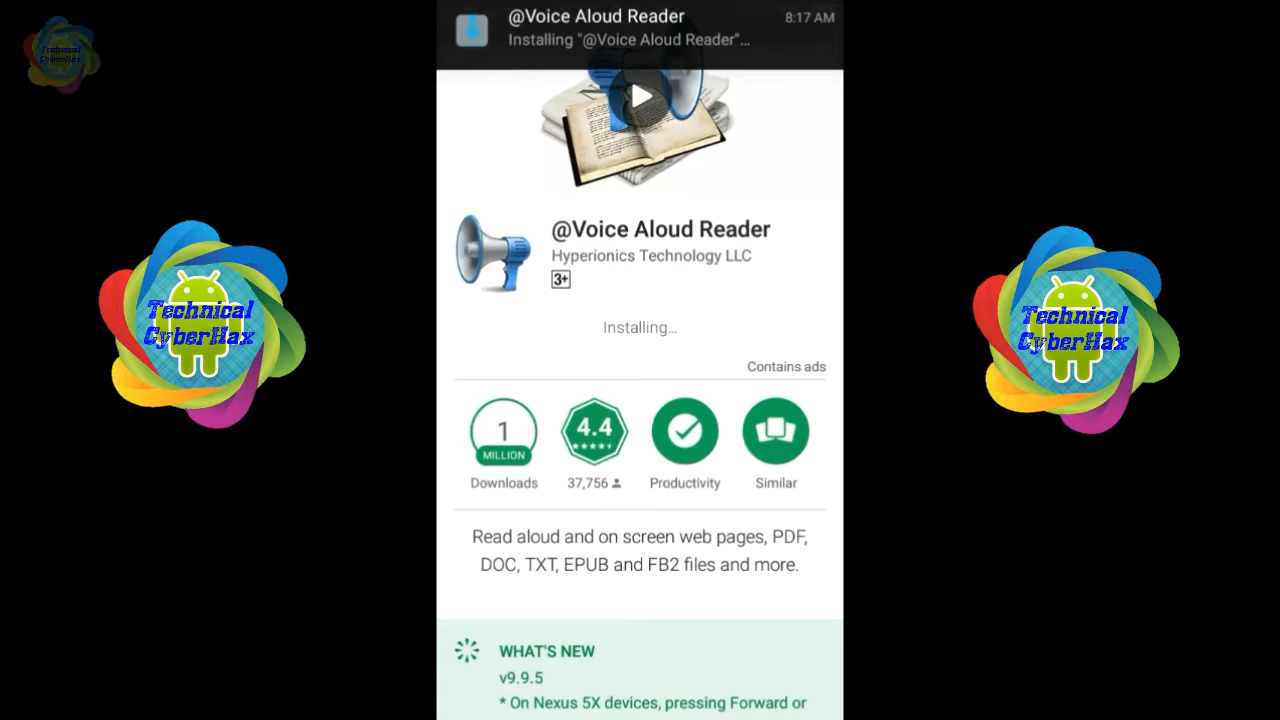 Technical
CyberHax
@Voice Aloud Reader
8:17 AM
Installing "@Voice Aloud Reader"...
@Voice Aloud Reader
Hyperionics Technology LLC
3+
Installing...
Contains ads
1
MILLION
Downloads
4.4
37,756
Productivity
Similar
Read aloud and on screen web pages, PDF,
DOC, TXT, EPUB and FB2 files and more.
WHAT'S NEW
v9.9.5
* On Nexus 5X devices, pressing Forward or
Technical
CyberHax
Technical
CyberHax